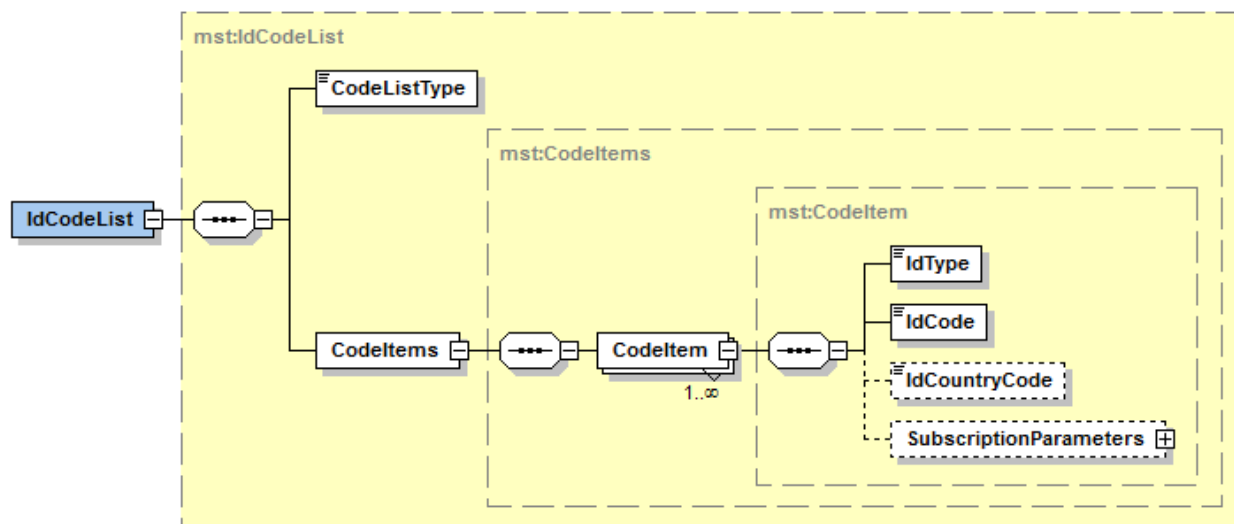 mst:IdCodeList
CodeListType
mst:CodeItems
mst:CodeItem
IdCodeList
IdType
IdCode
CodeItems
CodeItem
1..∞
IdCountryCode
SubscriptionParameters